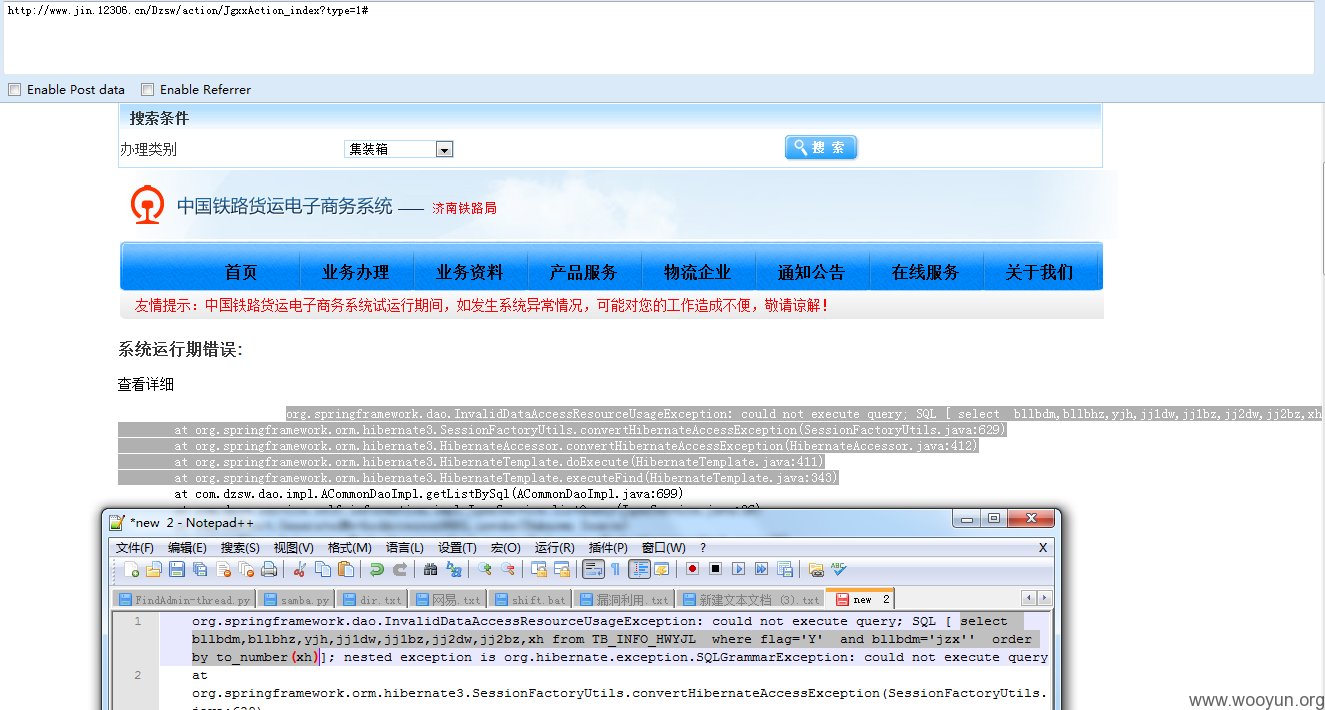 http://www.jin.12306.cn/Dzsw/action/JgxxAction_index?type=1#
Enable Post data Enable Referrer
搜索条件
办理类别 集装箱 搜 索
中国铁路货运电子商务系统 —— 济南铁路局
首页 业务办理 业务资料 产品服务 物流企业 通知公告 在线服务 关于我们
友情提示：中国铁路货运电子商务系统试运行期间，如发生系统异常情况，可能对您的工作造成不便，敬请谅解！
系统运行期错误：
查看详细
org.springframework.dao.InvalidDataAccessResourceUsageException: could not execute query; SQL [ select  bllbdm,bllbhz,yjh,jj1dw,jj1bz,jj2dw,jj2bz,xh
at org.springframework.orm.hibernate3.SessionFactoryUtils.convertHibernateAccessException(SessionFactoryUtils.java:629)
at org.springframework.orm.hibernate3.HibernateAccessor.convertHibernateAccessException(HibernateAccessor.java:412)
at org.springframework.orm.hibernate3.HibernateTemplate.doExecute(HibernateTemplate.java:411)
at org.springframework.orm.hibernate3.HibernateTemplate.executeFind(HibernateTemplate.java:343)
at com.dzsw.dao.impl.ACommonDaoImpl.getListBySql(ACommonDaoImpl.java:699)
*new 2 - Notepad++
文件(F) 编辑(E) 搜索(S) 视图(V) 格式(M) 语言(L) 设置(T) 宏(O) 运行(R) 插件(P) 窗口(W) ? X
FindAdmin-thread.py samba.py dir.txt 网易.txt shift.bat 漏洞利用.txt 新建文本文档 (3).txt new 2
1 org.springframework.dao.InvalidDataAccessResourceUsageException: could not execute query; SQL [ select
bllbdm,bllbhz,yjh,jj1dw,jj1bz,jj2dw,jj2bz,xh from TB_INFO_HWYJL  where flag='Y'  and bllbdm='jzx''  order
by to_number(xh)]; nested exception is org.hibernate.exception.SQLGrammarException: could not execute query
2 at
org.springframework.orm.hibernate3.SessionFactoryUtils.convertHibernateAccessException(SessionFactoryUtils.
www.wooyun.org